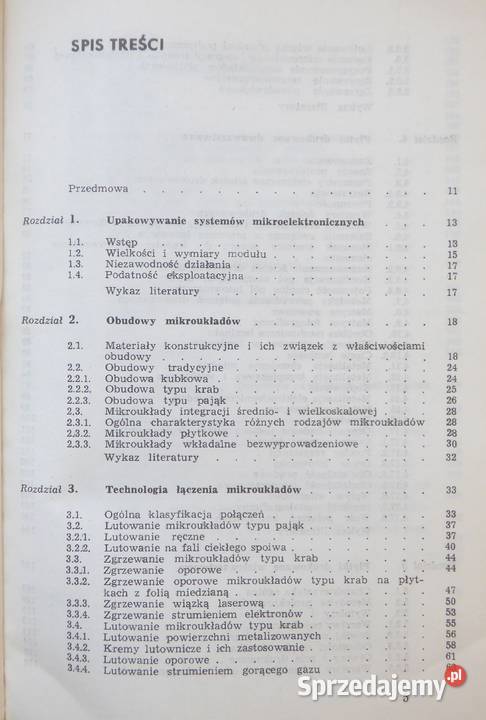 SPIS TREŚCI
Przedmowa . . . . . . . . . . . . . . . 11
Rozdział 1. Upakowywanie systemów mikroelektronicznych . . . 13
1.1. Wstęp . . . . . . . . . . . . . 13
1.2. Wielkości i wymiary modułu . . . . . . . . 15
1.3. Niezawodność działania . . . . . . . . . . 17
1.4. Podatność eksploatacyjna . . . . . . . . . 17
Wykaz literatury . . . . . . . . . . . 17
Rozdział 2. Obudowy mikroukładów . . . . . . . . . 18
2.1. Materiały konstrukcyjne i ich związek z właściwościami
obudowy . . . . . . . . . . . . . 18
2.2. Obudowy tradycyjne . . . . . . . . . . 24
2.2.1. Obudowa kubkowa . . . . . . . . . . . 24
2.2.2. Obudowa typu krab . . . . . . . . . . 25
2.2.3. Obudowa typu pająk . . . . . . . . . . 26
2.3. Mikroukłady integracji średnio- i wielkoskalowej . . . 28
2.3.1. Ogólna charakterystyka różnych rodzajów mikroukładów 28
2.3.2. Mikroukłady płytkowe . . . . . . . . . . 28
2.3.3. Mikroukłady wkładalne bezwyprowadzeniowe . . . . 30
Wykaz literatury . . . . . . . . . . . 32
Rozdział 3. Technologia łączenia mikroukładów . . . . . . 33
3.1. Ogólna klasyfikacja połączeń . . . . . . . . 33
3.2. Lutowanie mikroukładów typu pająk . . . . . . 37
3.2.1. Lutowanie ręczne . . . . . . . . . . . 37
3.2.2. Lutowanie na fali ciekłego spoiwa . . . . . . 40
3.3. Zgrzewanie mikroukładów typu krab . . . . . . 44
3.3.1. Zgrzewanie oporowe . . . . . . . . . . 44
3.3.2. Zgrzewanie oporowe mikroukładów typu krab na płyt-
kach z folią miedzianą . . . . . . . . . 47
3.3.3. Zgrzewanie wiązką laserową . . . . . . . . 50
3.3.4. Zgrzewanie strumieniem elektronów . . . . . . 53
3.4. Lutowanie mikroukładów typu krab . . . . . . 55
3.4.1. Lutowanie powierzchni metalizowanych . . . . . 56
3.4.2. Kremy lutownicze i ich zastosowanie . . . . . . 58
3.4.3. Lutowanie oporowe . . . . . . . . . . 61
3.4.4. Lutowanie strumieniem gorącego gazu . . . . .
5
Sprzedajemy.pl